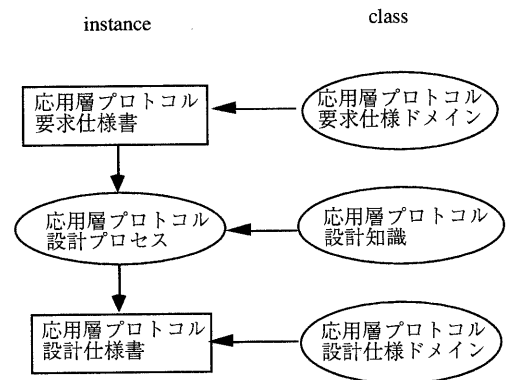 instance
class
応用層プロトコル
要求仕様書
応用層プロトコル
要求仕様ドメイン
応用層プロトコル
設計プロセス
応用層プロトコル
設計知識
応用層プロトコル
設計仕様書
応用層プロトコル
設計仕様ドメイン